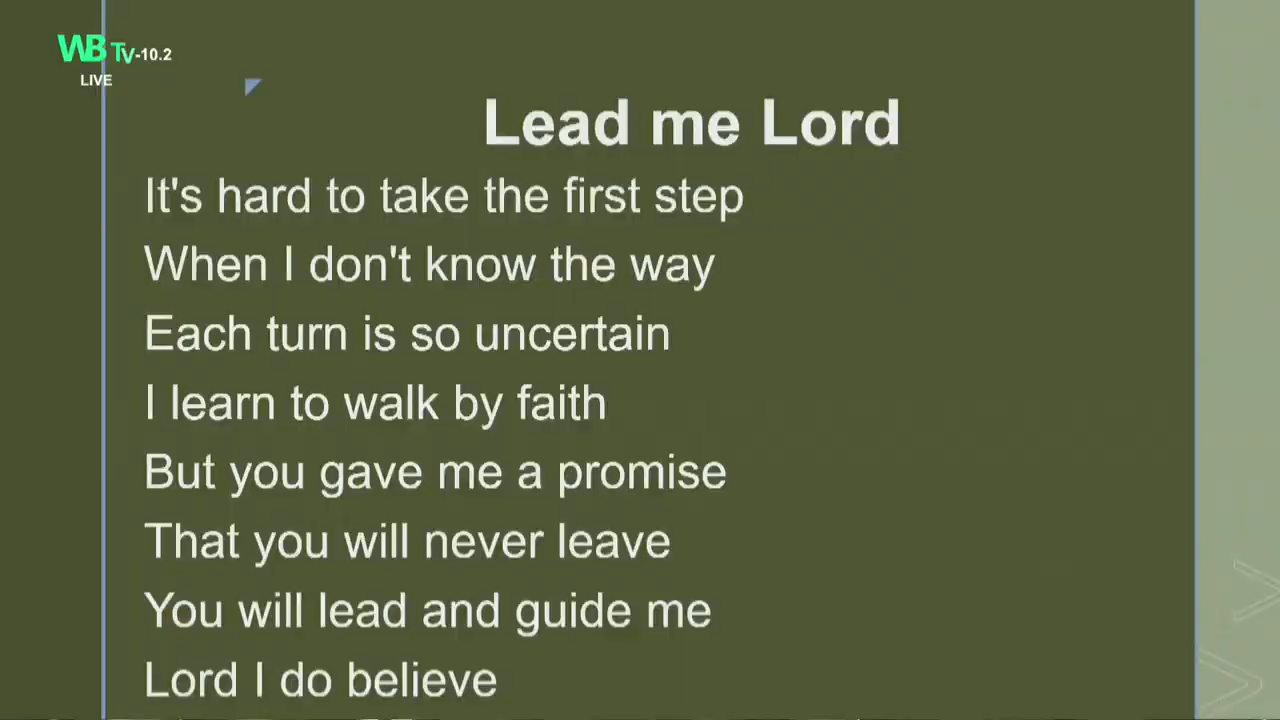 WB TV-10.2
LIVE
Lead me Lord
It's hard to take the first step
When I don't know the way
Each turn is so uncertain
I learn to walk by faith
But you gave me a promise
That you will never leave
You will lead and guide me
Lord I do believe